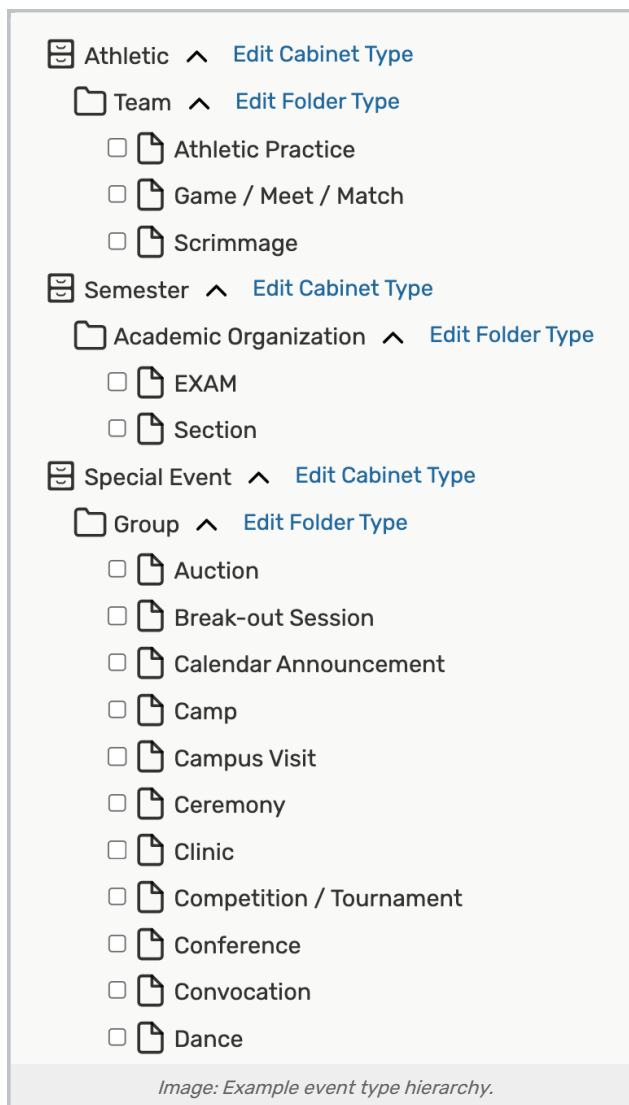 Athletic Edit Cabinet Type
Team Edit Folder Type
Athletic Practice
Game / Meet / Match
Scrimmage
Semester Edit Cabinet Type
Academic Organization Edit Folder Type
EXAM
Section
Special Event Edit Cabinet Type
Group Edit Folder Type
Auction
Break-out Session
Calendar Announcement
Camp
Campus Visit
Ceremony
Clinic
Competition / Tournament
Conference
Convocation
Dance
Image: Example event type hierarchy.